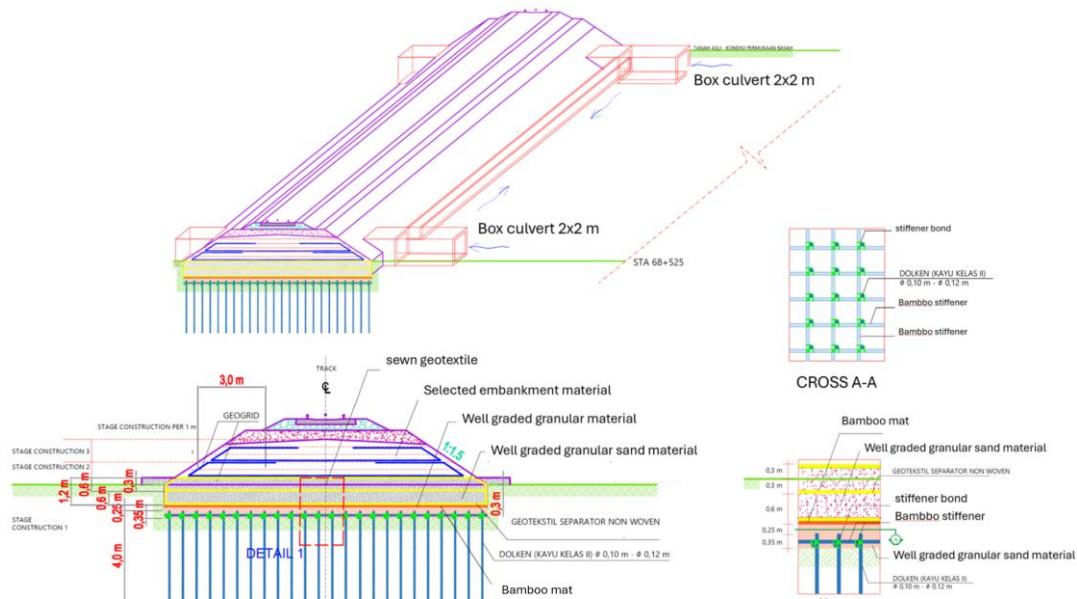 TANAH ASLI - KONDISI PERMUKAAN BASAH
Box culvert 2x2 m
Box culvert 2x2 m
STA 68+525
stiffener bond
DOLKEN (KAYU KELAS II)
Ø 0,10 m - Ø 0,12 m
Bambbo stiffener
Bambbo stiffener
CROSS A-A
sewn geotextile
TRACK
℄
3,0 m
Selected embankment material
GEOGRID
Well graded granular material
STAGE CONSTRUCTION PER 1 m
1:1.5
Well graded granular sand material
STAGE CONSTRUCTION 3
STAGE CONSTRUCTION 2
1,2 m
0,6 m
0,6 m
0,25 m
0,35 m
0,3 m
0,3 m
STAGE
CONSTRUCTION 1
4,0 m
GEOTEKSTIL SEPARATOR NON WOVEN
DETAIL 1
DOLKEN (KAYU KELAS II) Ø 0,10 m - Ø 0,12 m
Bamboo mat
Bamboo mat
Well graded granular sand material
0,3 m
GEOTEKSTIL SEPARATOR NON WOVEN
0,3 m
stiffener bond
0,6 m
Bambbo stiffener
0,25 m
0,35 m
Well graded granular sand material
DOLKEN (KAYU KELAS II)
Ø 0,10 m - Ø 0,12 m